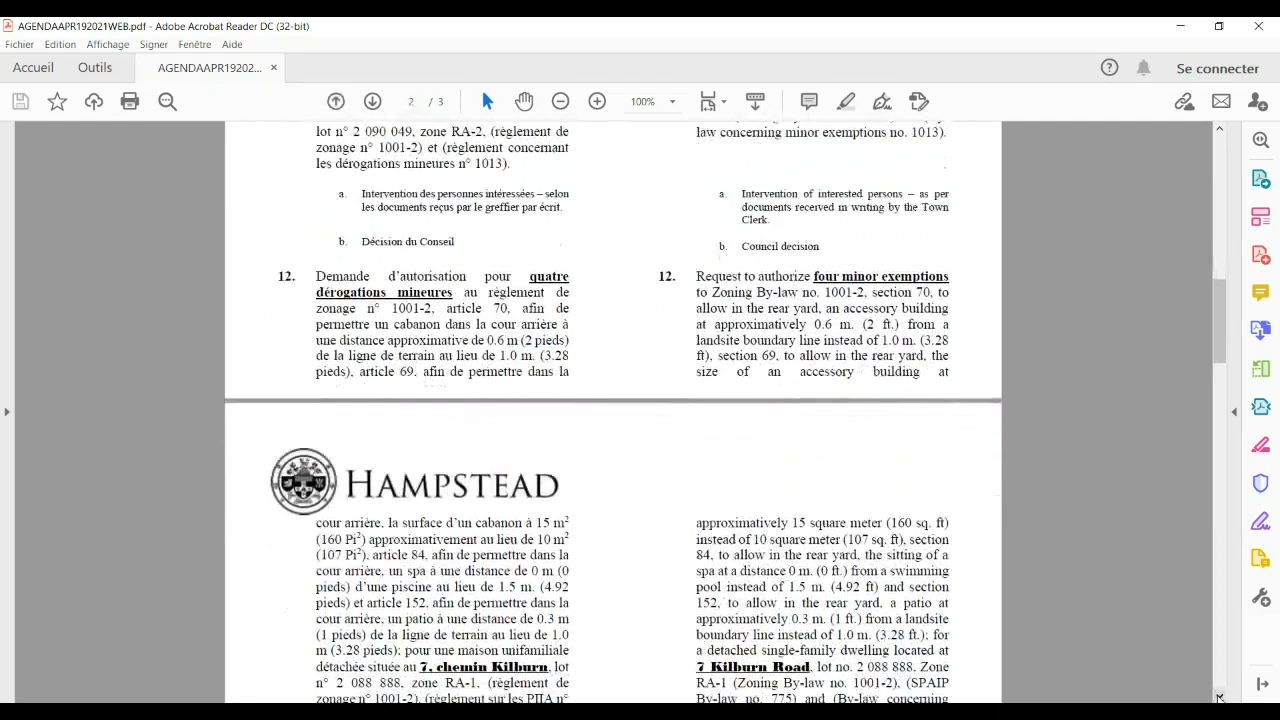 AGENDAAPR192021WEB.pdf - Adobe Acrobat Reader DC (32-bit)
Fichier Edition Affichage Signer Fenêtre Aide
Accueil Outils AGENDAAPR19202... × Se connecter
2 / 3 100%
lot n° 2 090 049, zone RA-2, (règlement de
zonage n° 1001-2) et (règlement concernant
les dérogations mineures n° 1013).
a. Intervention des personnes intéressées – selon
les documents reçus par le greffier par écrit.
b. Décision du Conseil
12. Demande d'autorisation pour quatre
dérogations mineures au règlement de
zonage n° 1001-2, article 70, afin de
permettre un cabanon dans la cour arrière à
une distance approximative de 0.6 m (2 pieds)
de la ligne de terrain au lieu de 1.0 m. (3.28
pieds), article 69, afin de permettre dans la
law concerning minor exemptions no. 1013).
a. Intervention of interested persons – as per
documents received in writing by the Town
Clerk.
b. Council decision
12. Request to authorize four minor exemptions
to Zoning By-law no. 1001-2, section 70, to
allow in the rear yard, an accessory building
at approximately 0.6 m. (2 ft.) from a
landsite boundary line instead of 1.0 m. (3.28
ft), section 69, to allow in the rear yard, the
size of an accessory building at
HAMPSTEAD
cour arrière, la surface d'un cabanon à 15 m²
(160 Pi²) approximativement au lieu de 10 m²
(107 Pi²), article 84, afin de permettre dans la
cour arrière, un spa à une distance de 0 m (0
pieds) d'une piscine au lieu de 1.5 m. (4.92
pieds) et article 152, afin de permettre dans la
cour arrière, un patio à une distance de 0.3 m
(1 pieds) de la ligne de terrain au lieu de 1.0
m (3.28 pieds); pour une maison unifamiliale
détachée située au 7, chemin Kilburn, lot
n° 2 088 888, zone RA-1, (règlement de
zonage n° 1001-2), (règlement sur les PIIA n°
approximately 15 square meter (160 sq. ft)
instead of 10 square meter (107 sq. ft), section
84, to allow in the rear yard, the sitting of a
spa at a distance 0 m. (0 ft.) from a swimming
pool instead of 1.5 m. (4.92 ft) and section
152, to allow in the rear yard, a patio at
approximately 0.3 m. (1 ft.) from a landsite
boundary line instead of 1.0 m. (3.28 ft.); for
a detached single-family dwelling located at
7 Kilburn Road, lot no. 2 088 888, Zone
RA-1 (Zoning By-law no. 1001-2), (SPAIP
By-law no. 775) and (By-law concerning